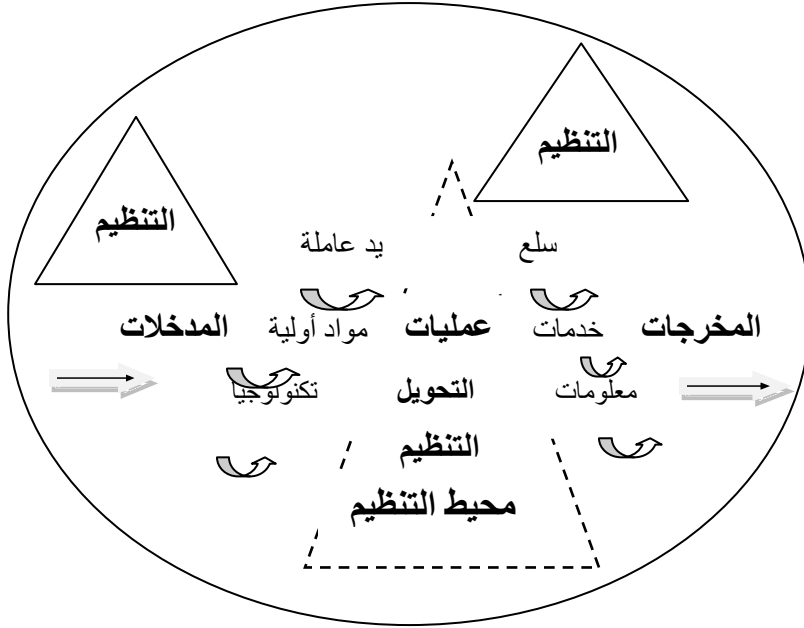 التنظيم
التنظيم
يد عاملة سلع
المدخلات مواد أولية عمليات خدمات المخرجات
تكنولوجيا التحويل معلومات
التنظيم
محيط التنظيم